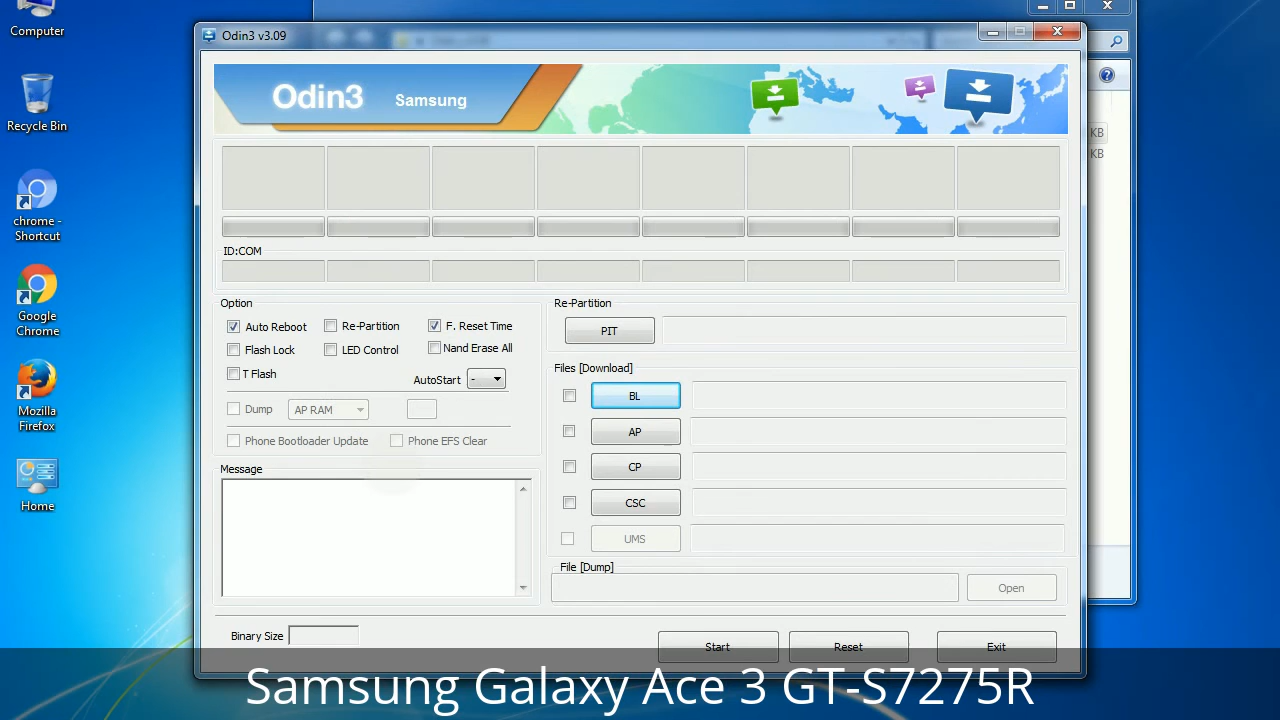 Computer
Recycle Bin
chrome -
Shortcut
Google
Chrome
Mozilla
Firefox
Home
Odin3 v3.09
Odin3 Samsung
KB
KB
ID:COM
Option
Auto Reboot
Re-Partition
F. Reset Time
Flash Lock
LED Control
Nand Erase All
T Flash
AutoStart -
Dump
AP RAM
Phone Bootloader Update
Phone EFS Clear
Message
Re-Partition
PIT
Files [Download]
BL
AP
CP
CSC
UMS
File [Dump]
Open
Binary Size
Start
Reset
Exit
Samsung Galaxy Ace 3 GT-S7275R